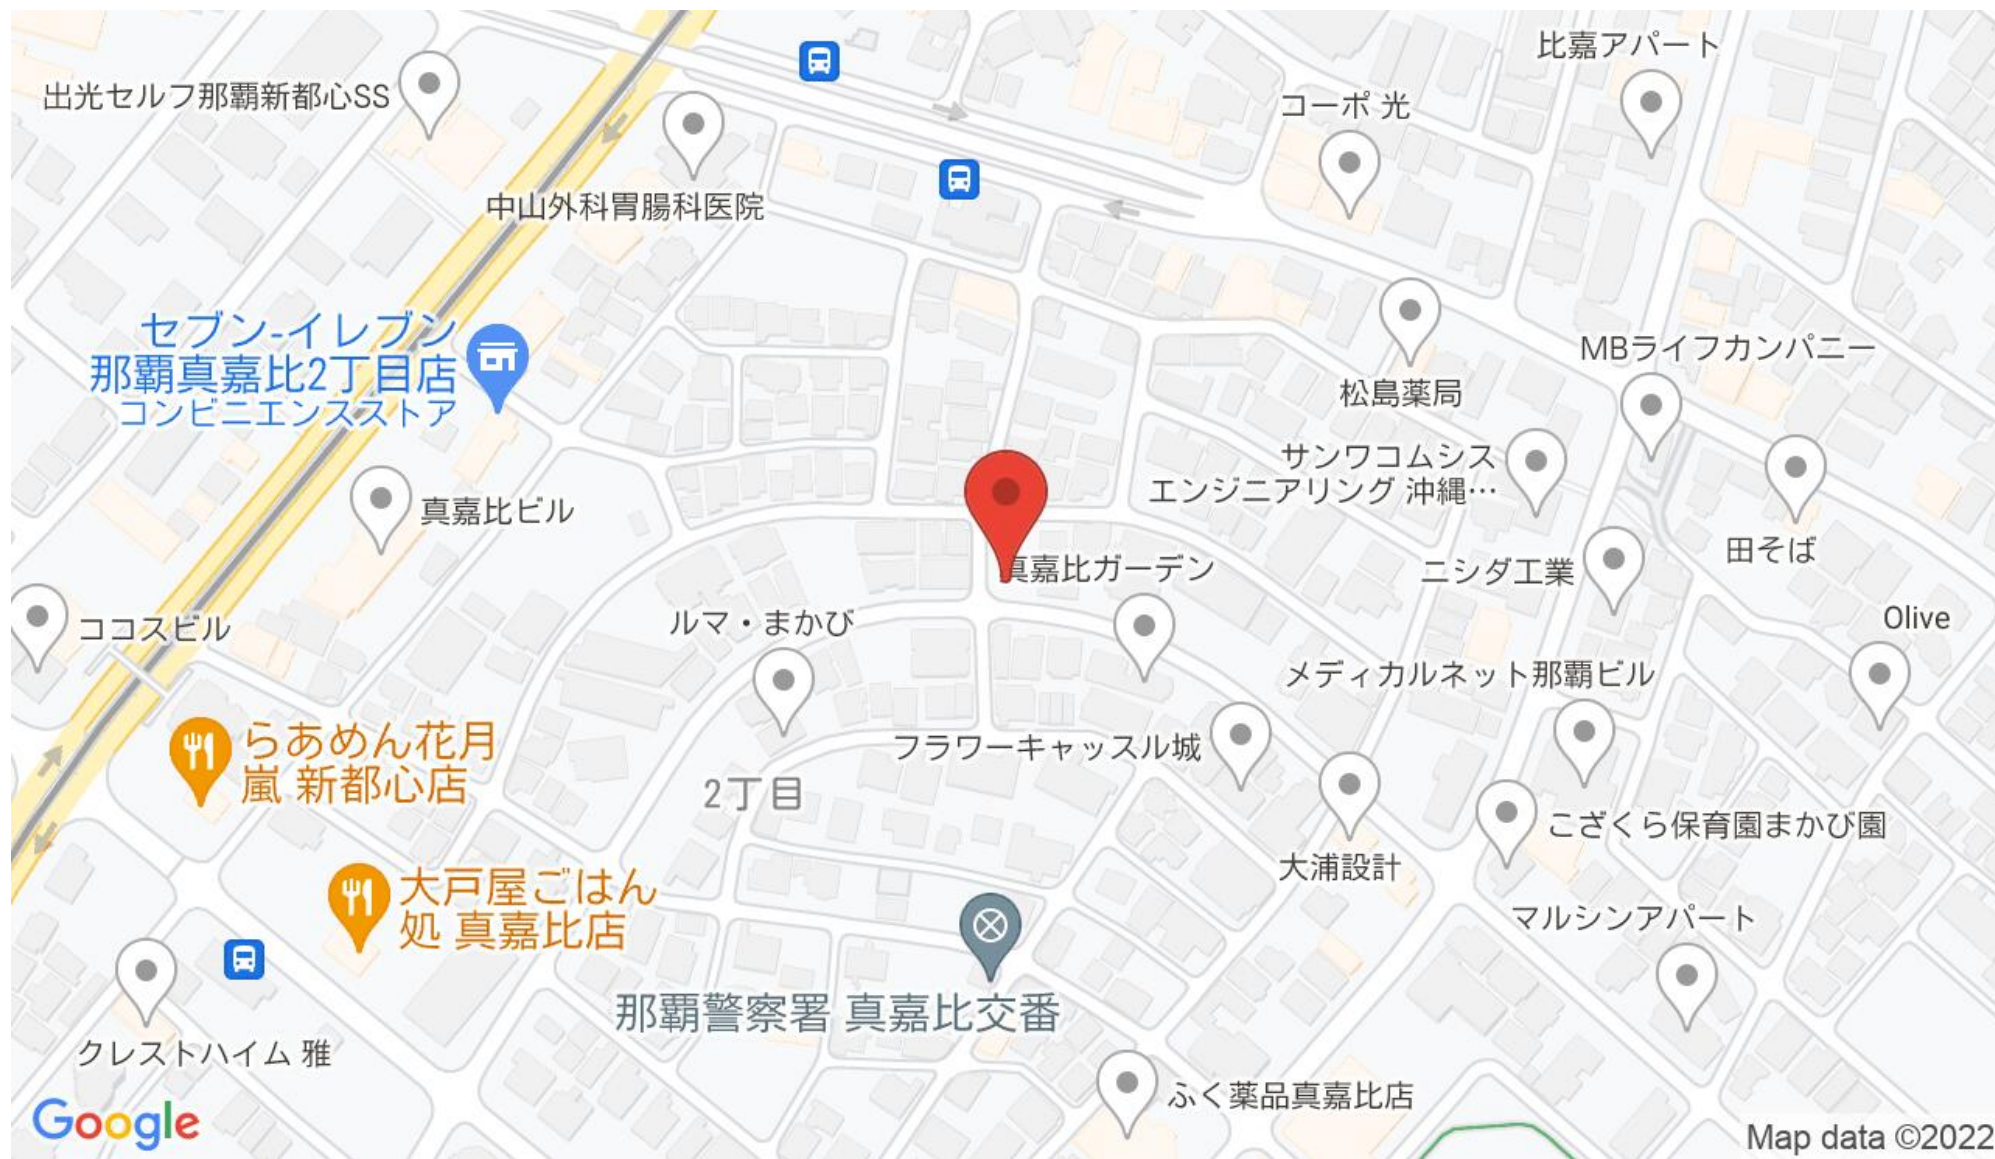 比嘉アパート
出光セルフ那覇新都心SS
コーポ 光
中山外科胃腸科医院
セブン-イレブン
那覇真嘉比2丁目店
コンビニエンスストア
MBライフカンパニー
松島薬局
サンワコムシス
エンジニアリング 沖縄…
真嘉比ビル
田そば
真嘉比ガーデン
ニシダ工業
ルマ・まかび
ココスビル
Olive
メディカルネット那覇ビル
らあめん花月
嵐 新都心店
フラワーキャッスル城
2丁目
こざくら保育園まかび園
大浦設計
大戸屋ごはん
処 真嘉比店
マルシンアパート
那覇警察署 真嘉比交番
クレストハイム 雅
ふく薬品真嘉比店
Google
Map data ©2022